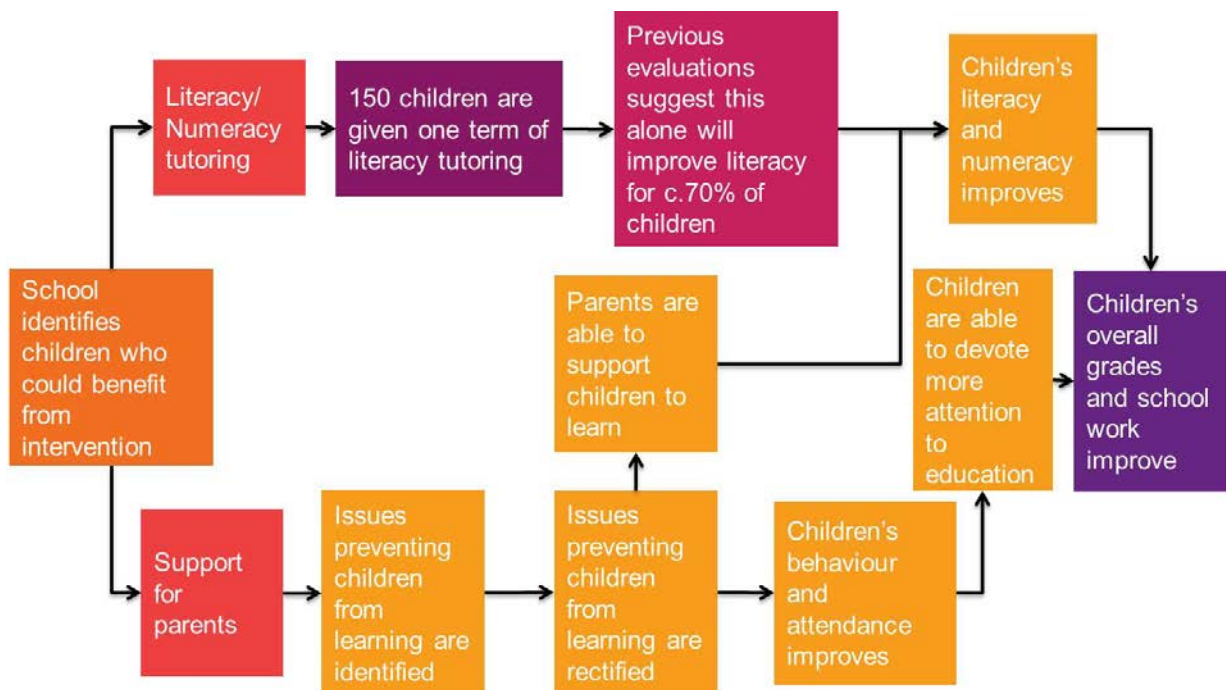 Literacy/
Numeracy
tutoring
150 children are
given one term of
literacy tutoring
Previous
evaluations
suggest this
alone will
improve literacy
for c.70% of
children
Children’s
literacy
and
numeracy
improves
School
identifies
children who
could benefit
from
intervention
Parents are
able to
support
children to
learn
Children
are able
to devote
more
attention
to
education
Children’s
overall
grades
and school
work
improve
Support
for
parents
Issues
preventing
children
from
learning are
identified
Issues
preventing
children
from
learning are
rectified
Children’s
behaviour
and
attendance
improves